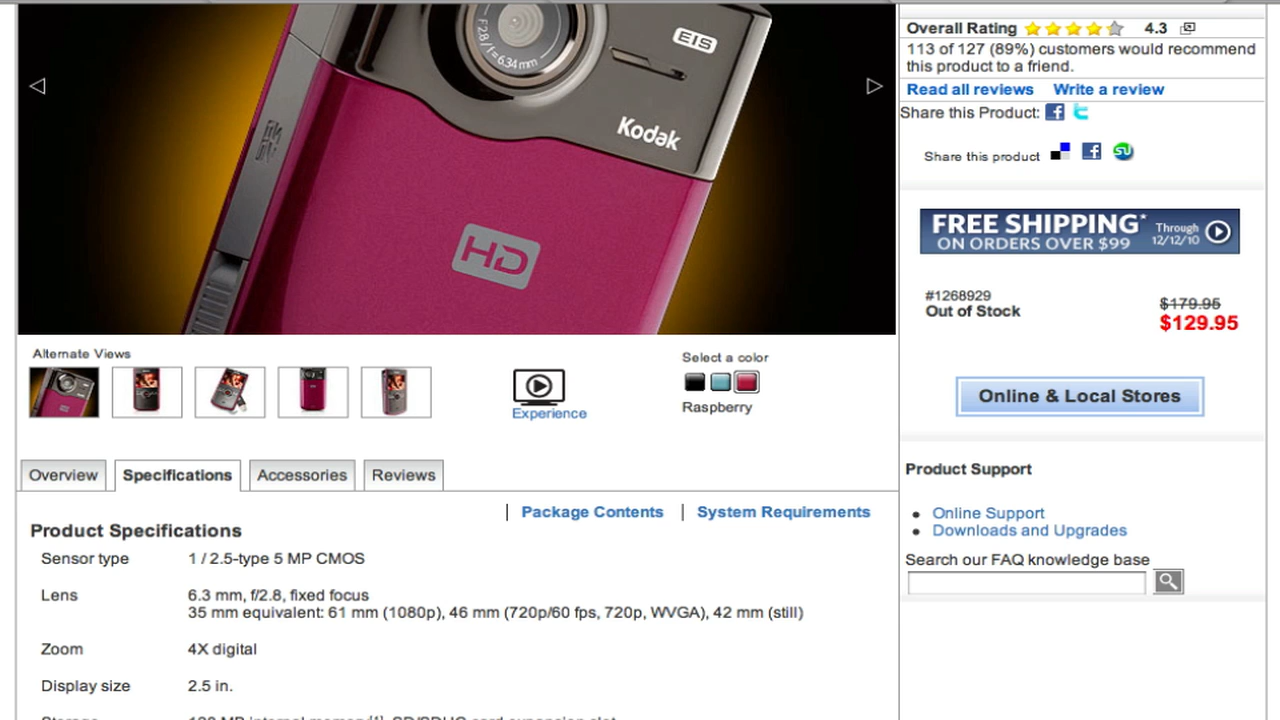 F2.8 / f=6.34mm
EIS
Kodak
HD
Alternate Views
Experience
Select a color
Raspberry
Overview
Specifications
Accessories
Reviews
Package Contents
System Requirements
Product Specifications
Sensor type 1 / 2.5-type 5 MP CMOS
Lens 6.3 mm, f/2.8, fixed focus
35 mm equivalent: 61 mm (1080p), 46 mm (720p/60 fps, 720p, WVGA), 42 mm (still)
Zoom 4X digital
Display size 2.5 in.
Overall Rating 4.3
113 of 127 (89%) customers would recommend
this product to a friend.
Read all reviews Write a review
Share this Product:
Share this product
FREE SHIPPING* Through
ON ORDERS OVER $99 12/12/10
#1268929 $179.95
Out of Stock $129.95
Online & Local Stores
Product Support
Online Support
Downloads and Upgrades
Search our FAQ knowledge base